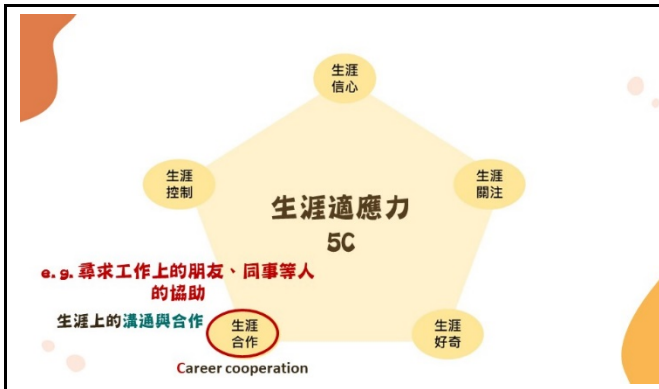 生涯
信心
生涯
控制
生涯
關注
生涯適應力
5C
e.g.尋求工作上的朋友、同事等人
的協助
生涯上的溝通與合作
生涯
合作
生涯
好奇
Career cooperation